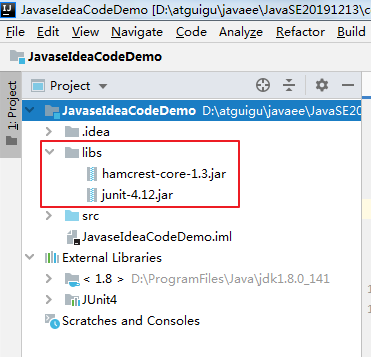 JavaseIdeaCodeDemo [D:\atguigu\javaee\JavaSE20191213\c
File Edit View Navigate Code Analyze Refactor Build
JavaseIdeaCodeDemo
1: Project
Project
JavaseIdeaCodeDemo D:\atguigu\javaee\JavaSE20
.idea
libs
hamcrest-core-1.3.jar
junit-4.12.jar
src
JavaseIdeaCodeDemo.iml
External Libraries
< 1.8 > D:\ProgramFiles\Java\jdk1.8.0_141
JUnit4
Scratches and Consoles